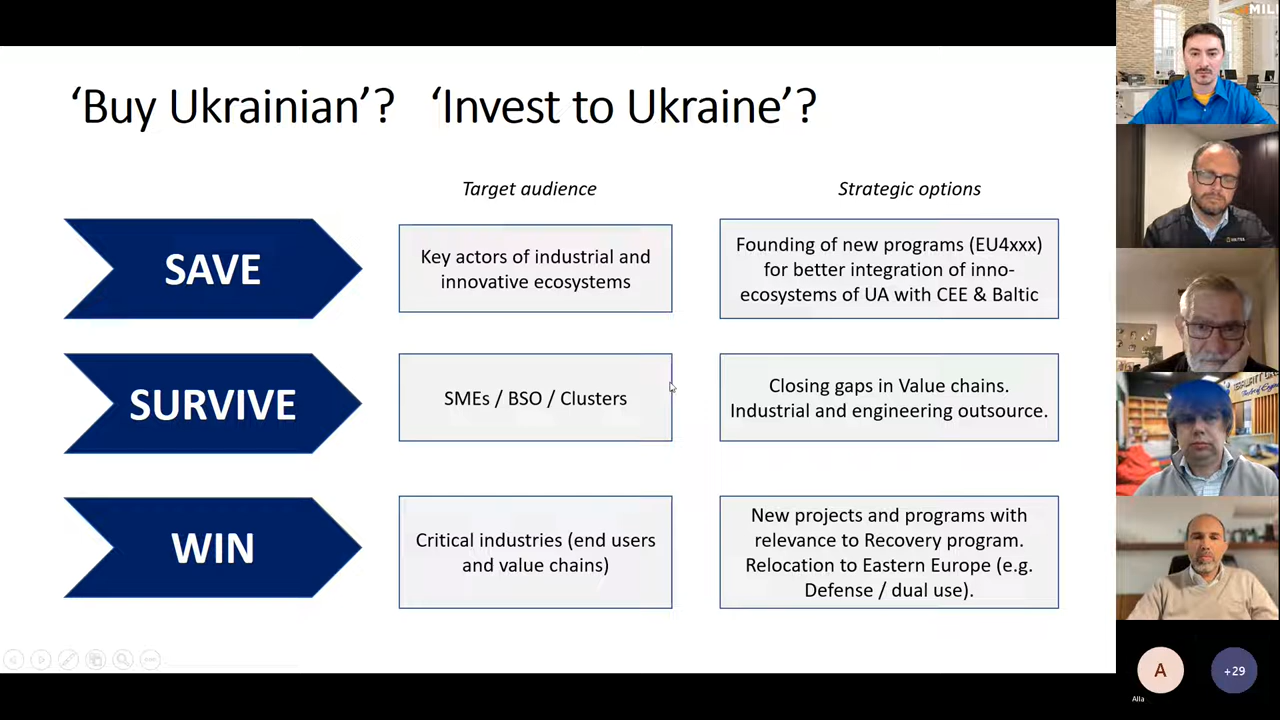 ‘Buy Ukrainian’? ‘Invest to Ukraine’?
Target audience
Strategic options
SAVE
Key actors of industrial and
innovative ecosystems
Founding of new programs (EU4xxx)
for better integration of inno-
ecosystems of UA with CEE & Baltic
SURVIVE
SMEs / BSO / Clusters
Closing gaps in Value chains.
Industrial and engineering outsource.
WIN
Critical industries (end users
and value chains)
New projects and programs with
relevance to Recovery program.
Relocation to Eastern Europe (e.g.
Defense / dual use).
A
+29
Alla